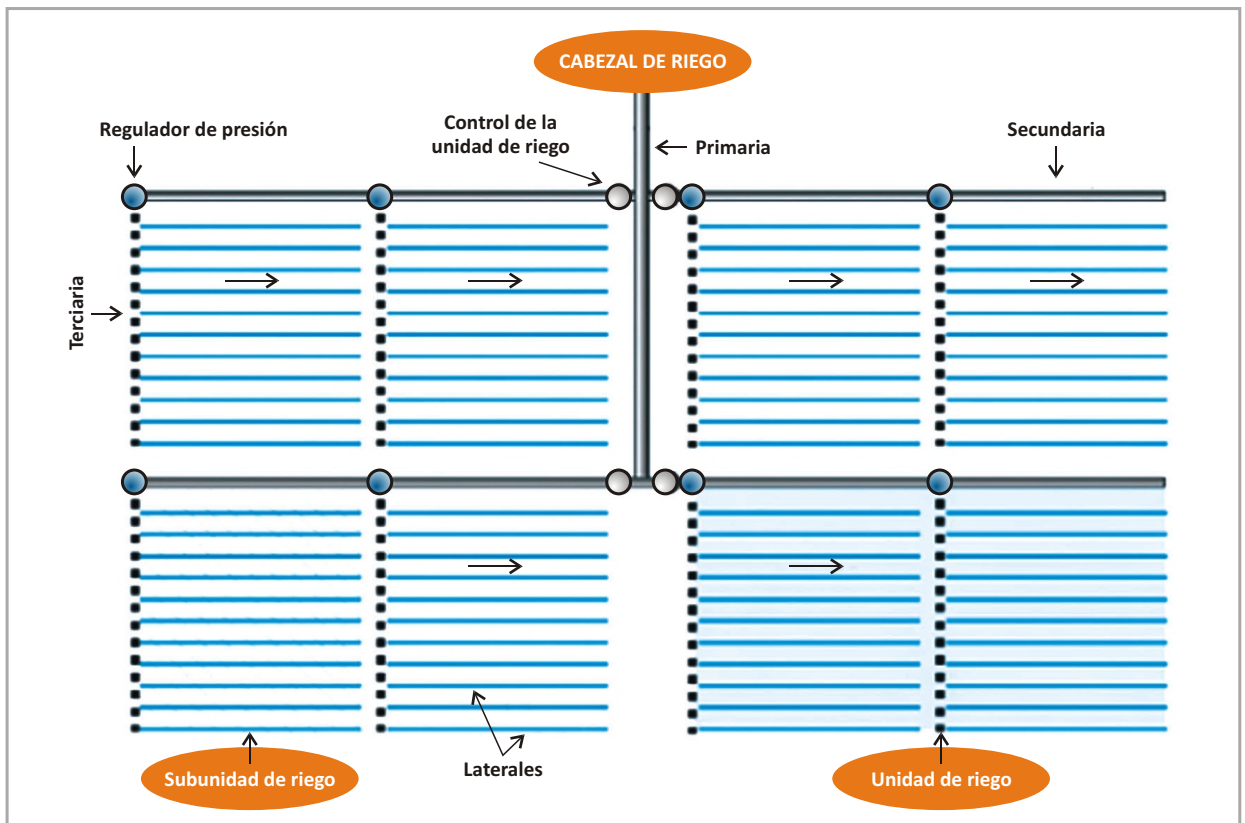 CABEZAL DE RIEGO
Regulador de presión
Control de la
unidad de riego
Primaria
Secundaria
Terciaria
Laterales
Subunidad de riego
Unidad de riego